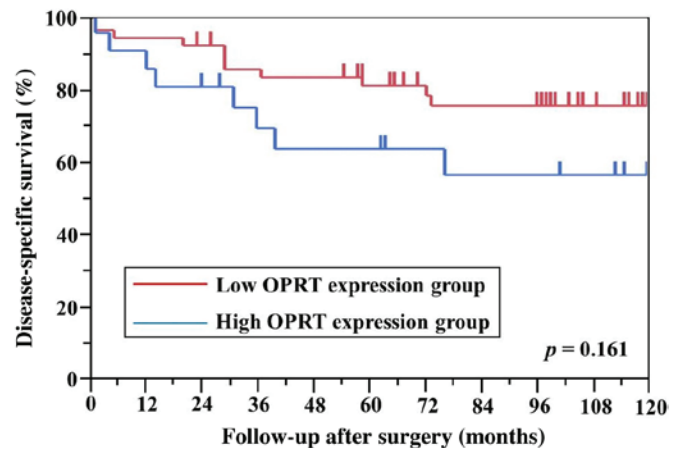 Disease-specific survival (%)
100
80
60
40
20
0
Low OPRT expression group
High OPRT expression group
p = 0.161
0 12 24 36 48 60 72 84 96 108 120
Follow-up after surgery (months)